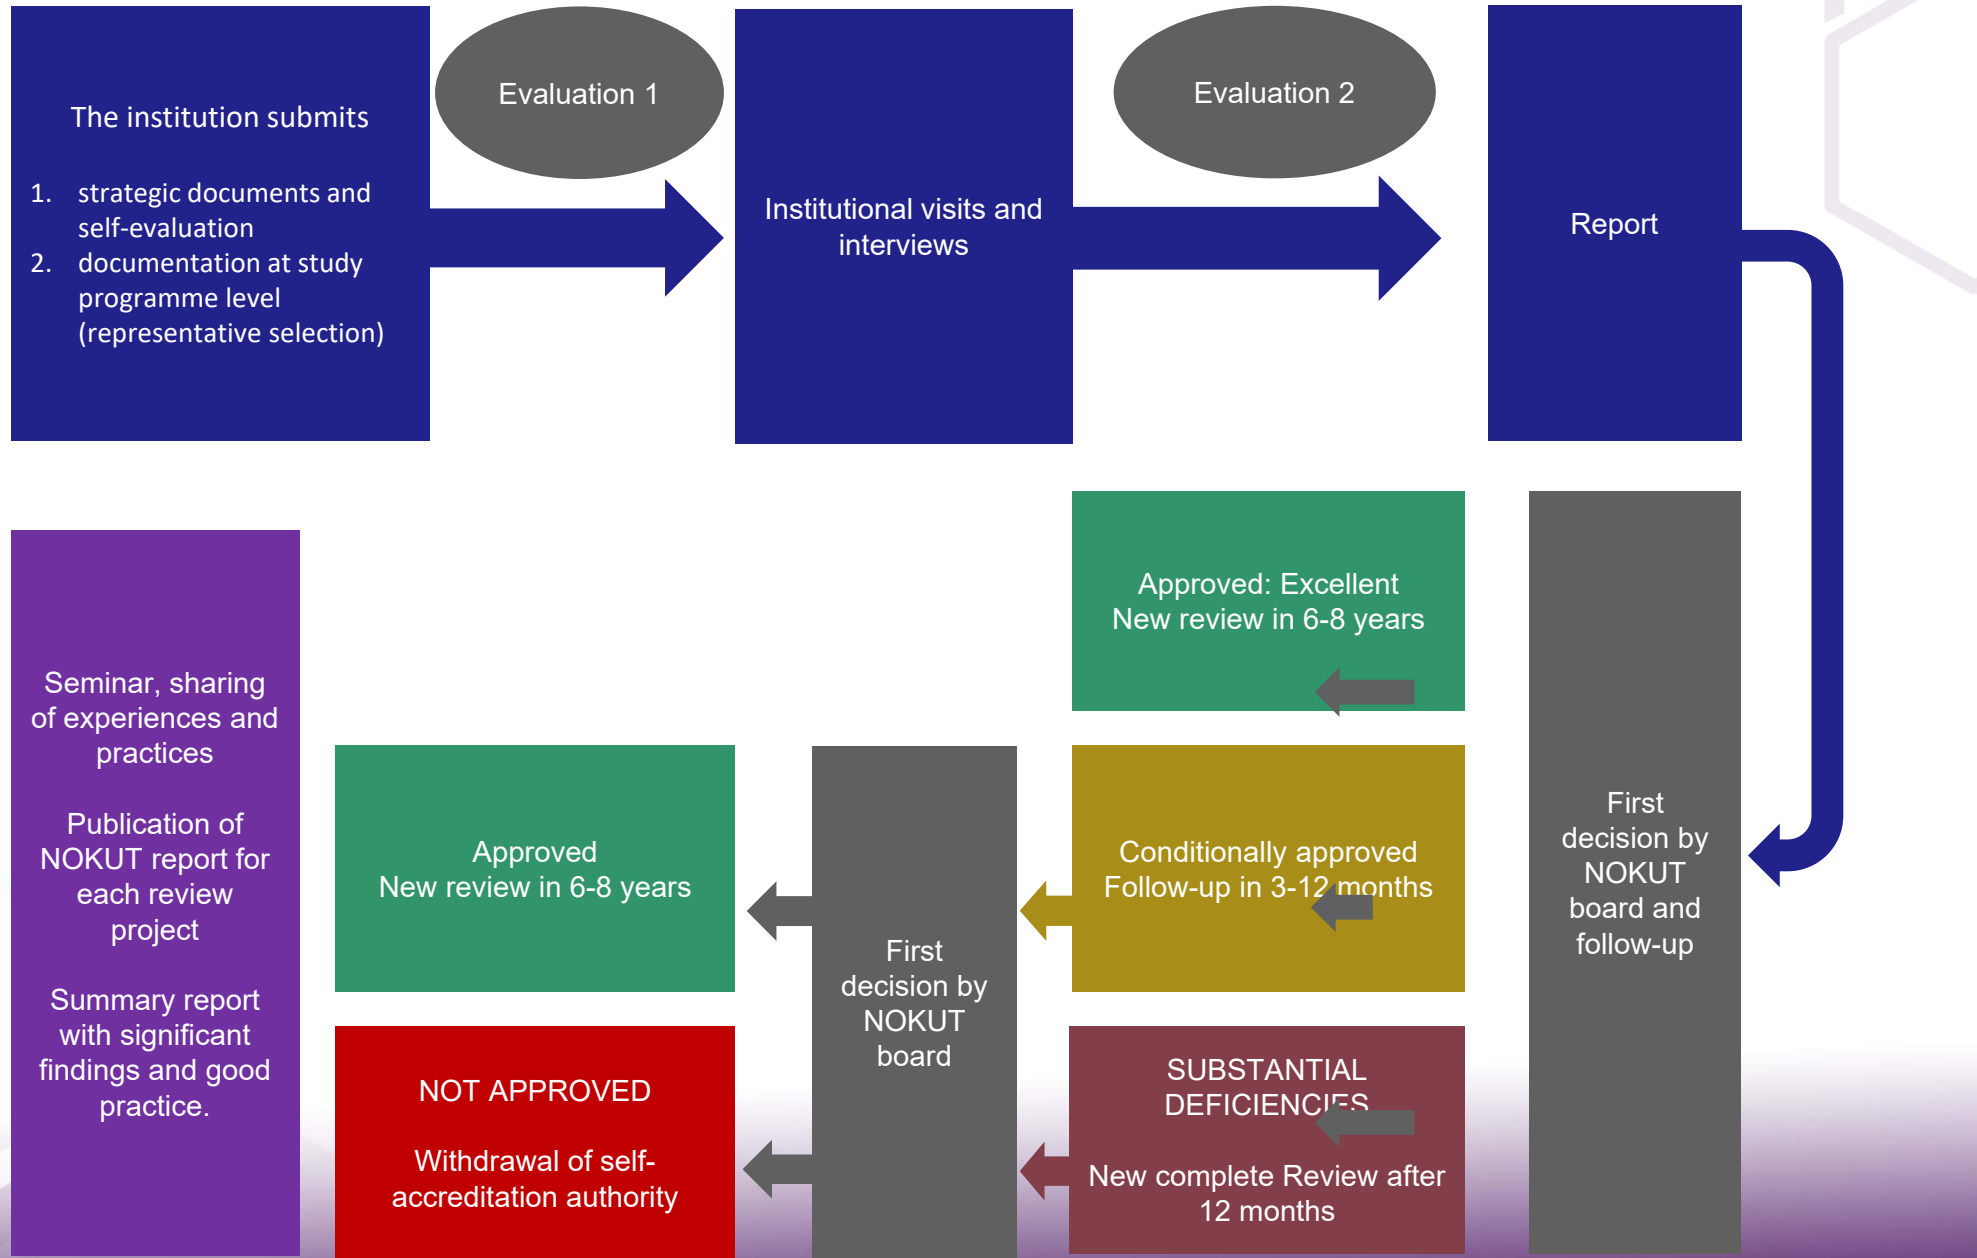 The institution submits
1. strategic documents and
self-evaluation
2. documentation at study
programme level
(representative selection)
Evaluation 1
Institutional visits and
interviews
Evaluation 2
Report
First
decision by
NOKUT
board and
follow-up
Approved: Excellent
New review in 6-8 years
Conditionally approved
Follow-up in 3-12 months
SUBSTANTIAL
DEFICIENCIES
New complete Review after
12 months
First
decision by
NOKUT
board
Approved
New review in 6-8 years
NOT APPROVED
Withdrawal of self-
accreditation authority
Seminar, sharing
of experiences and
practices
Publication of
NOKUT report for
each review
project
Summary report
with significant
findings and good
practice.